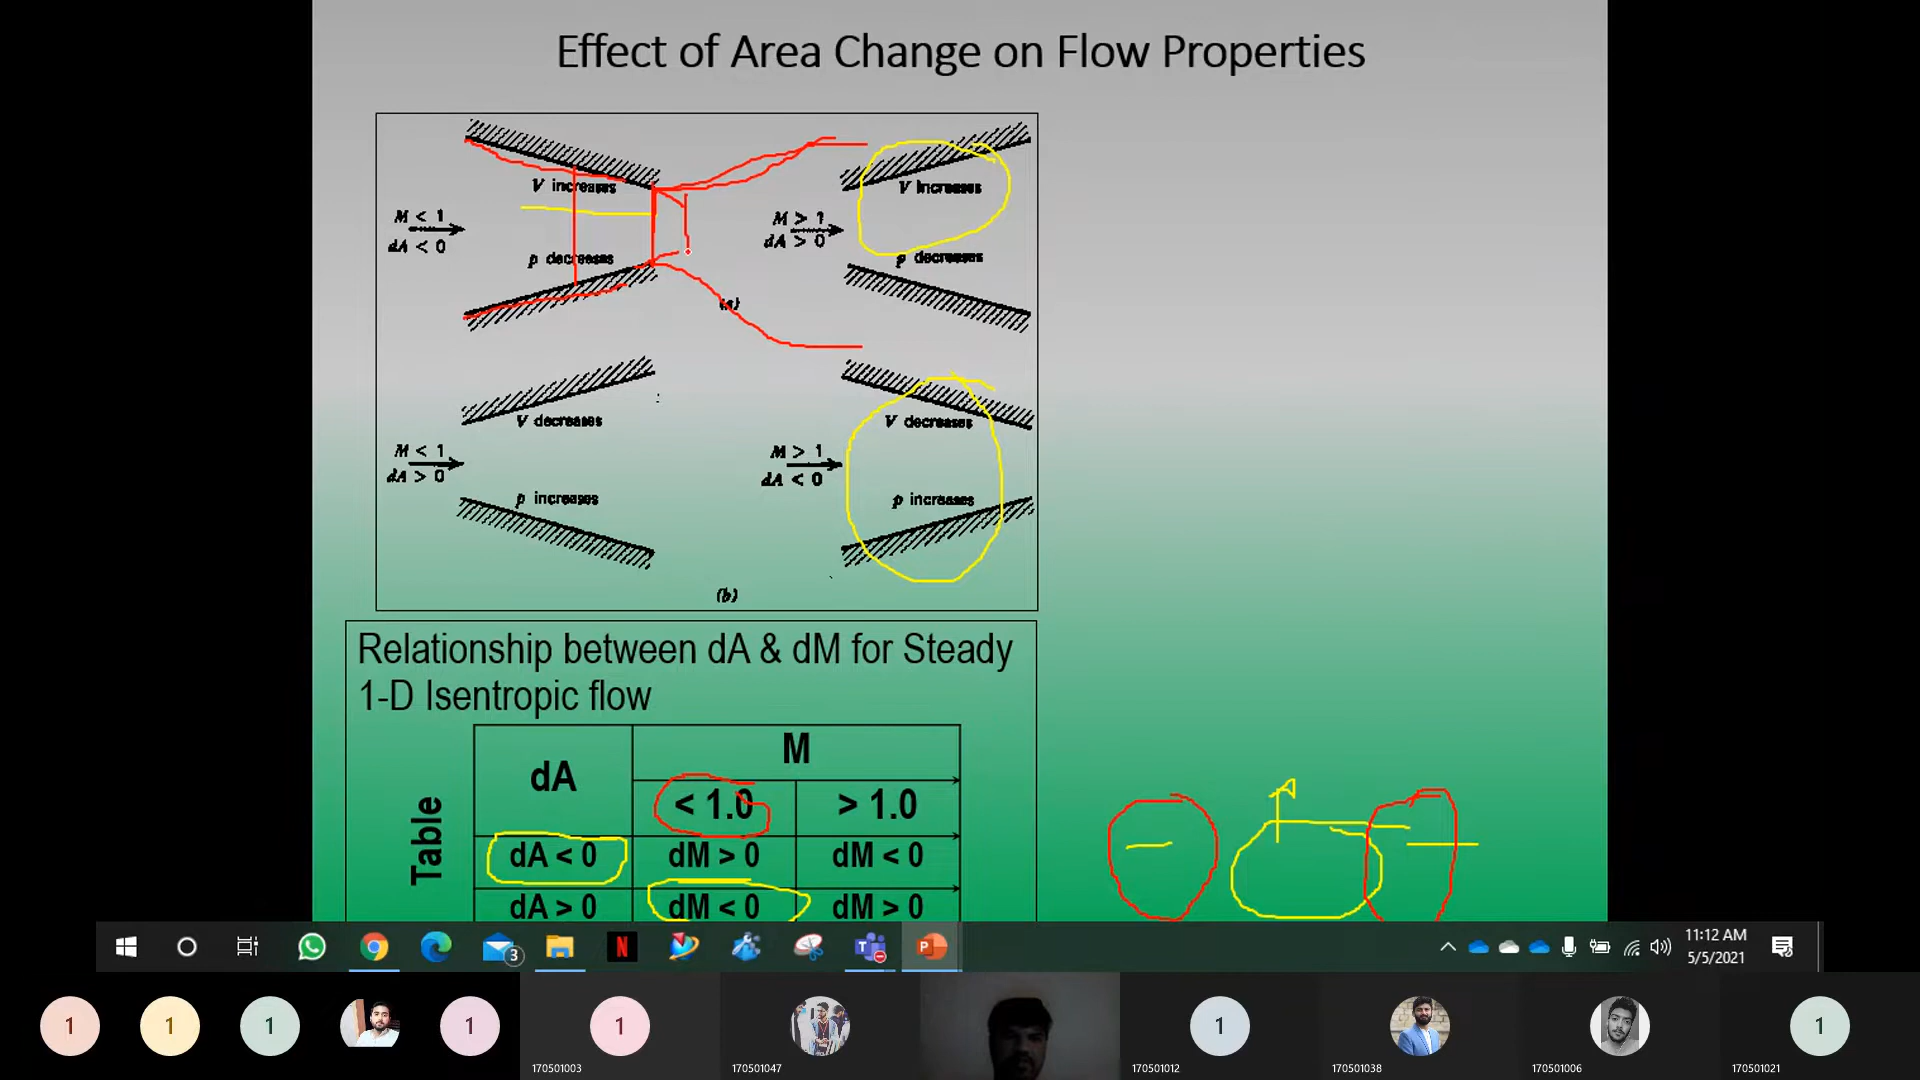 Effect of Area Change on Flow Properties
V increases
M < 1
dA < 0
p decreases
V increases
M > 1
dA > 0
p decreases
(a)
V decreases
M < 1
dA > 0
p increases
V decreases
M > 1
dA < 0
p increases
(b)
Relationship between dA & dM for Steady
1-D Isentropic flow
Table
dA
M
< 1.0
> 1.0
dA < 0
dM > 0
dM < 0
dA > 0
dM < 0
dM > 0
3
N
T
P
11:12 AM
5/5/2021
1
1
1
1
1
1
1
170501003
170501047
170501012
170501038
170501006
170501021